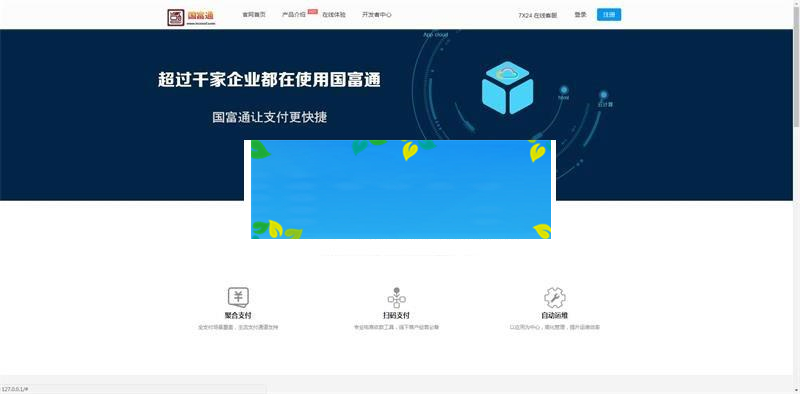 国富通
官网首页
产品介绍
在线体验
开发者中心
7X24 在线客服
登录
注册
App cloud
超过千家企业都在使用国富通
html
云计算
国富通让支付更快捷
聚合支付
扫码支付
自动运维
全支付场景覆盖，主流支付通道支持
专业标准收款工具，线下商户经营必备
以应用为中心，简化管理，提升运维效率
127.0.0.1/#